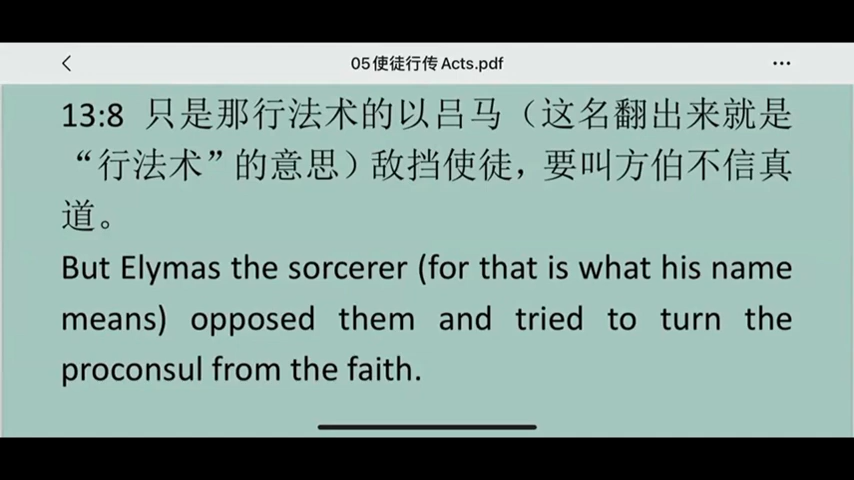 05使徒行传 Acts.pdf
13:8 只是那行法术的以吕马（这名翻出来就是
“行法术”的意思）敌挡使徒，要叫方伯不信真
道。
But Elymas the sorcerer (for that is what his name
means) opposed them and tried to turn the
proconsul from the faith.